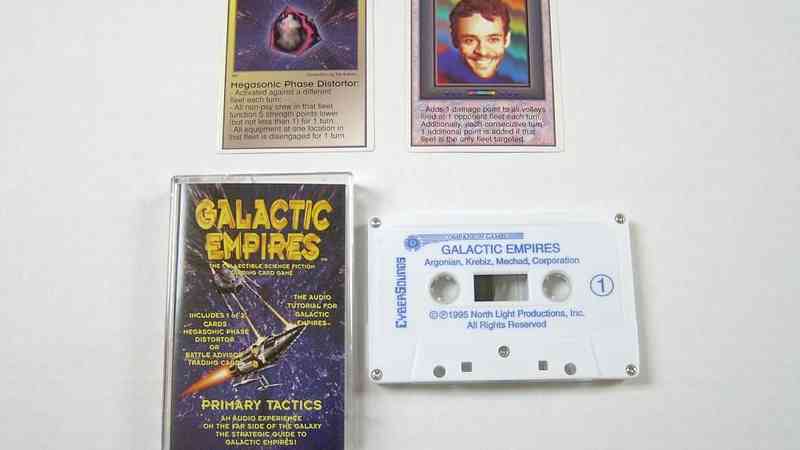 Megasonic Phase Distortor:
- Activated against a different
fleet each turn:
- All non-psy crew in that fleet
function 5 strength points lower
(but not less than 1) for 1 turn.
- All equipment at one location in
that fleet is disengaged for 1 turn.
- Adds 1 damage point to all volleys
fired at 1 opponent fleet each turn.
Additionally, each consecutive turn
1 additional point is added if that
fleet is the only fleet targeted.
GALACTIC
EMPIRES
THE COLLECTIBLE SCIENCE FICTION
TRADING CARD GAME
THE AUDIO
TUTORIAL FOR
GALACTIC
EMPIRES
INCLUDES 1 of 2
CARDS
MEGASONIC PHASE
DISTORTOR
OR
BATTLE ADVISOR
TRADING CARD
PRIMARY TACTICS
AN AUDIO EXPERIENCE
ON THE FAR SIDE OF THE GALAXY
THE STRATEGIC GUIDE TO
GALACTIC EMPIRES!
COMPANION GAMES
GALACTIC EMPIRES
Argonian, Krebiz, Mechad, Corporation
CYBERSOUNDS
1
©℗1995 North Light Productions, Inc.
All Rights Reserved